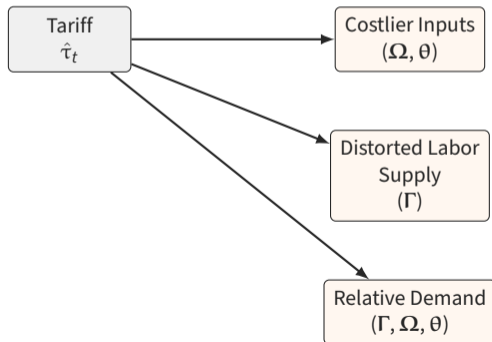 Tariff
τ̂ₜ
Costlier Inputs
(Ω, θ)
Distorted Labor
Supply
(Γ)
Relative Demand
(Γ, Ω, θ)